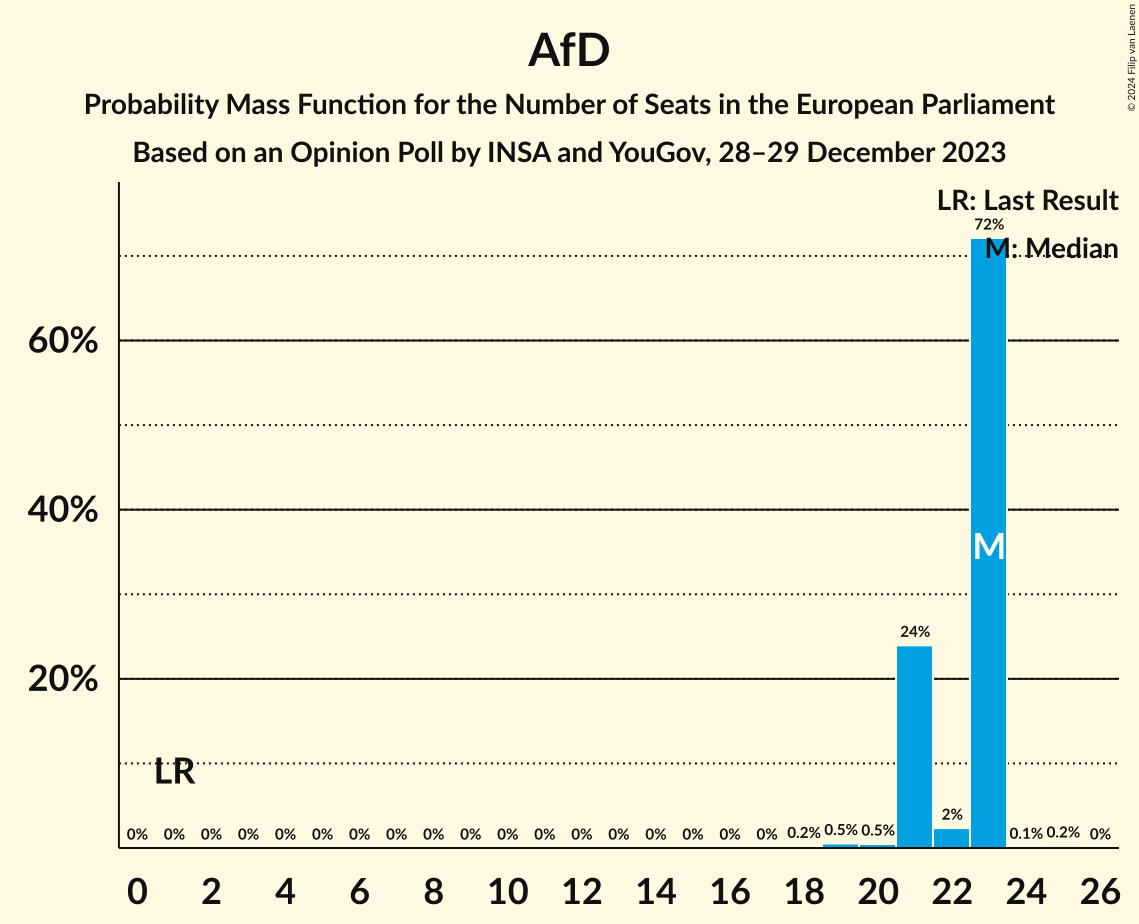 AfD
Probability Mass Function for the Number of Seats in the European Parliament
Based on an Opinion Poll by INSA and YouGov, 28–29 December 2023
© 2024 Filip van Laenen
LR: Last Result
72%
M: Median
60%
40%
M
24%
20%
LR
2%
0% 0% 0% 0% 0% 0% 0% 0% 0% 0% 0% 0% 0% 0% 0% 0% 0% 0% 0.2% 0.5% 0.5% 0.1% 0.2% 0%
0 2 4 6 8 10 12 14 16 18 20 22 24 26